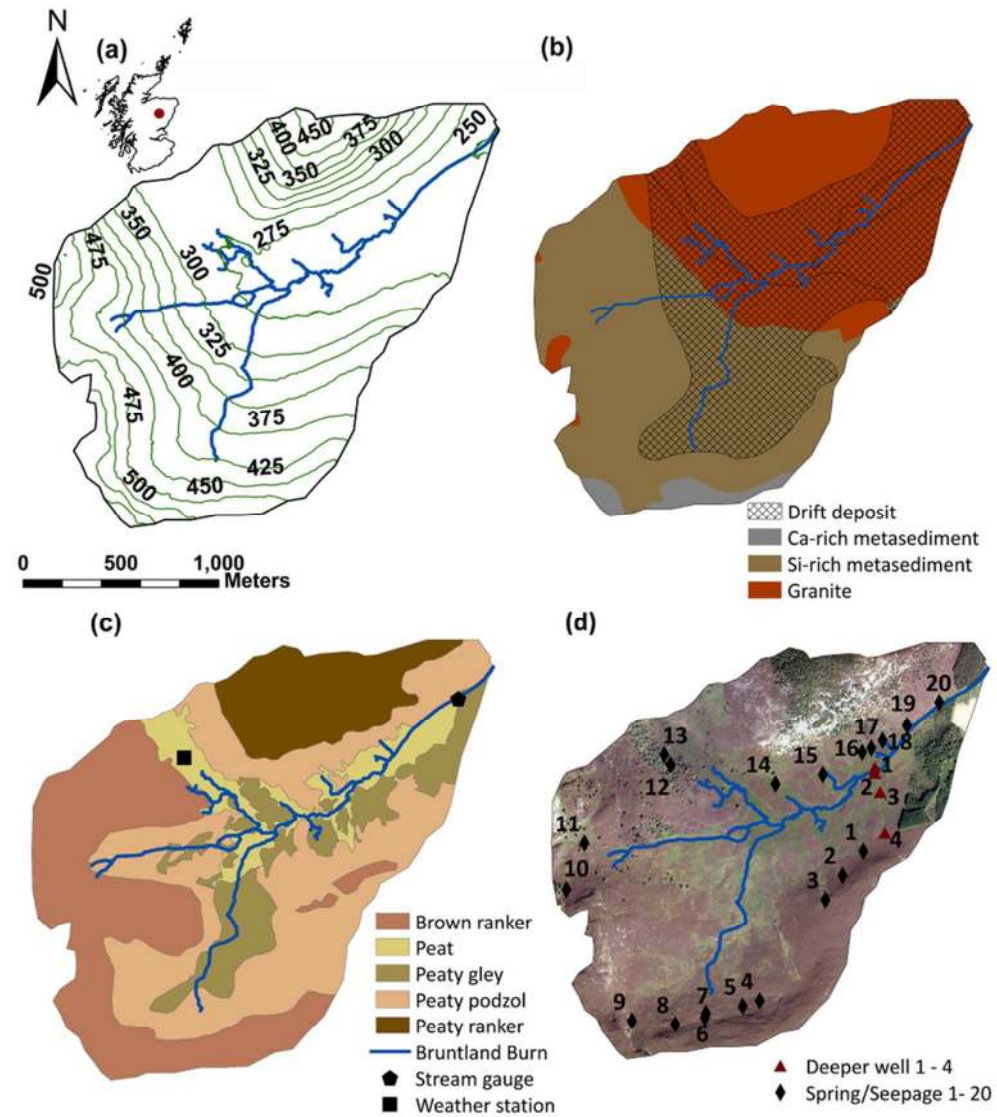 N
(a)
(b)
400
450
375
325
350
300
250
350
275
475
300
500
325
400
475
375
425
500
450
0 500 1,000
Meters
Drift deposit
Ca-rich metasediment
Si-rich metasediment
Granite
(c)
(d)
20
19
17
18
16
13
15
1
14
2
12
3
11
1
4
10
2
3
5 4
7
9
8
6
Brown ranker
Peat
Peaty gley
Peaty podzol
Peaty ranker
Bruntland Burn
Stream gauge
Weather station
Deeper well 1 - 4
Spring/Seepage 1- 20